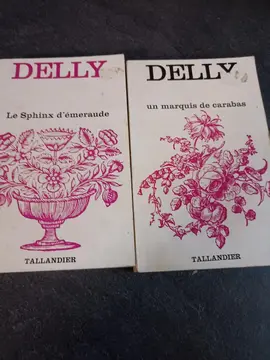 DELLY
Le Sphinx d'émeraude
TALLANDIER
DELLY
un marquis de carabas
TALLANDIER